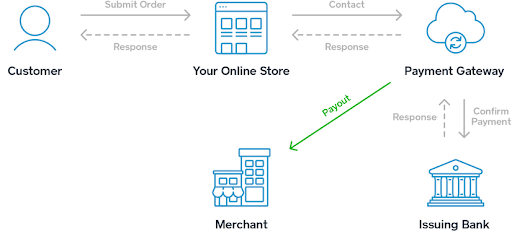 Submit Order
Contact
Response
Response
Customer
Your Online Store
Payment Gateway
Payout
Response
Confirm
Payment
Merchant
Issuing Bank